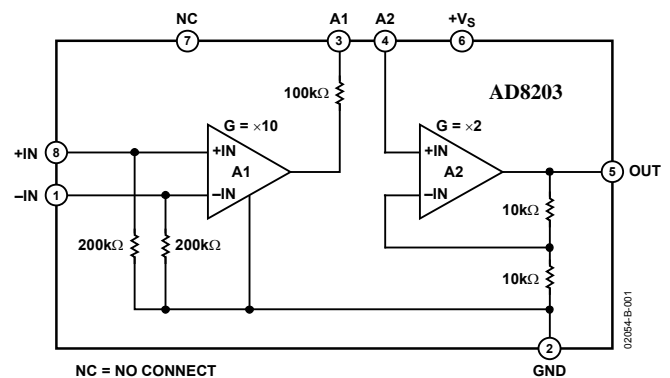 NC A1 A2 +VS
7 3 4 6
100kΩ
AD8203
G = ×10 G = ×2
+IN 8 +IN +IN
A1 A2 5 OUT
–IN 1 –IN –IN
10kΩ
200kΩ 200kΩ
10kΩ
02054-B-001
2
NC = NO CONNECT GND